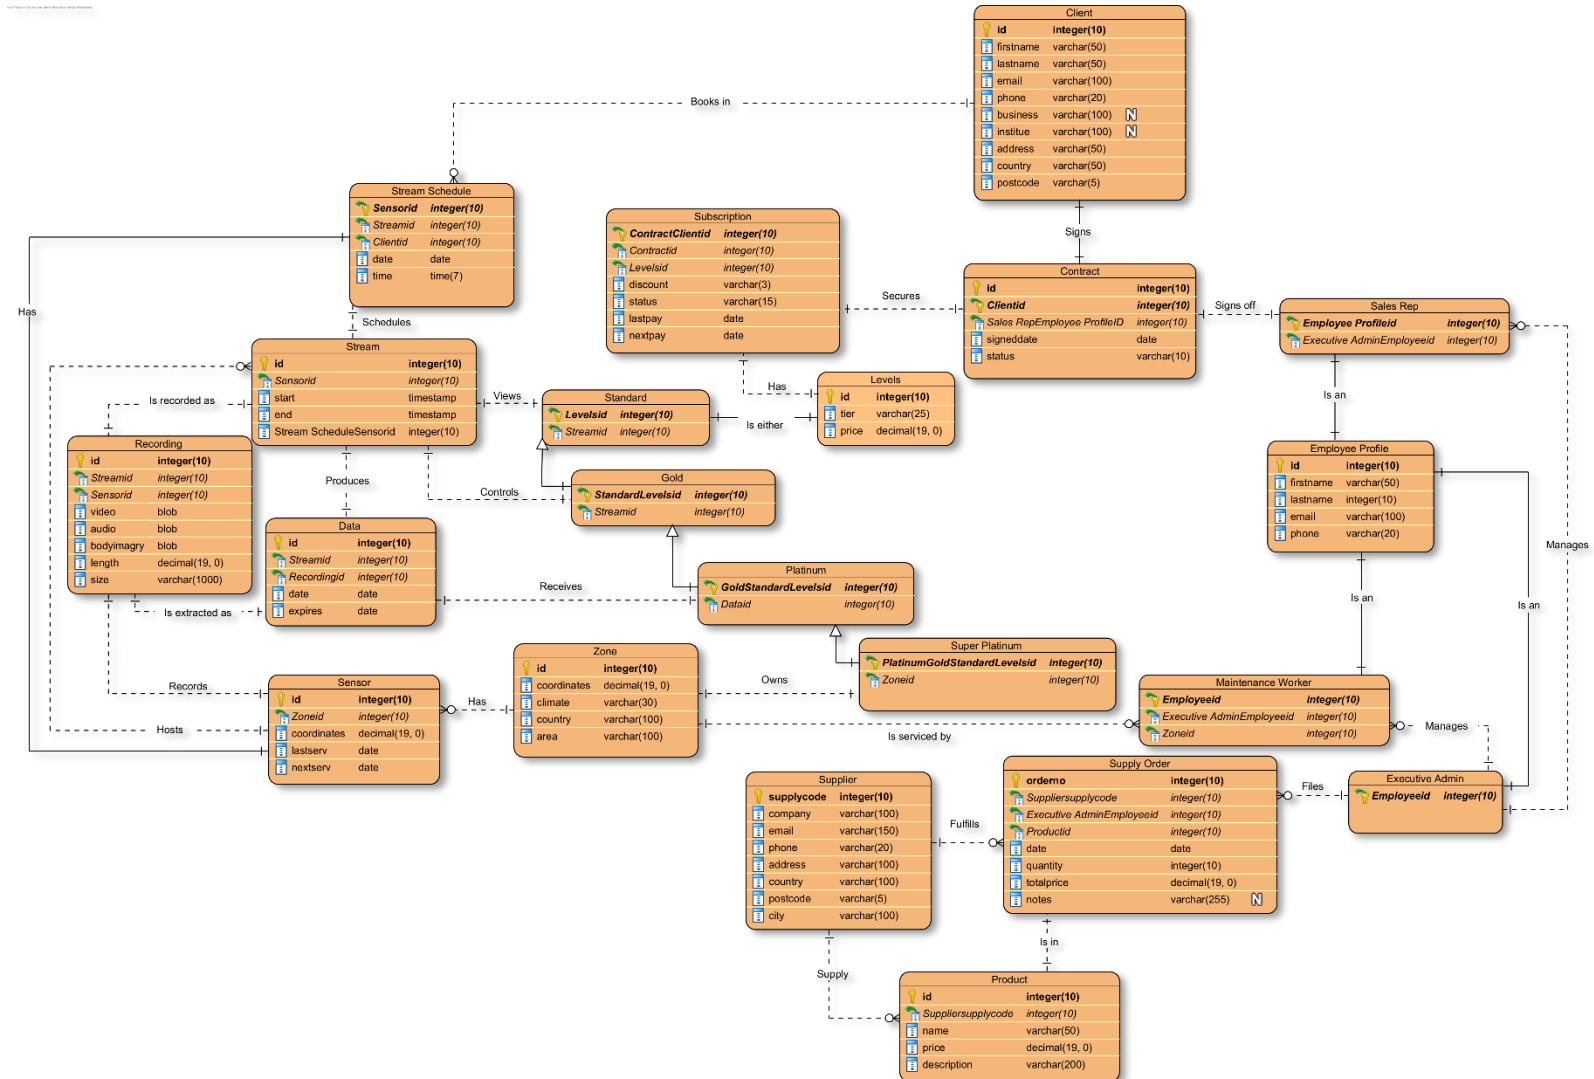 Client
id integer(10)
firstname varchar(50)
lastname varchar(50)
email varchar(100)
phone varchar(20)
business varchar(100) N
institue varchar(100) N
address varchar(50)
country varchar(50)
postcode varchar(5)
Books in
Stream Schedule
Sensorid integer(10)
Streamid integer(10)
Clientid integer(10)
date date
time time(7)
Subscription
ContractClientid integer(10)
Contractid integer(10)
Levelsid integer(10)
discount varchar(3)
status varchar(15)
lastpay date
nextpay date
Signs
Contract
id integer(10)
Clientid integer(10)
Sales RepEmployee ProfileID integer(10)
signeddate date
status varchar(10)
Secures
Signs off
Sales Rep
Employee Profileid integer(10)
Executive AdminEmployeeid integer(10)
Has
Schedules
Stream
id integer(10)
Sensorid integer(10)
start timestamp
end timestamp
Stream ScheduleSensorid integer(10)
Is recorded as
Views
Standard
Levelsid integer(10)
Streamid integer(10)
Has
Is either
Levels
id integer(10)
tier varchar(25)
price decimal(19, 0)
Is an
Employee Profile
id integer(10)
firstname varchar(50)
lastname integer(10)
email varchar(100)
phone varchar(20)
Recording
id integer(10)
Streamid integer(10)
Sensorid integer(10)
video blob
audio blob
bodyimagry blob
length decimal(19, 0)
size varchar(1000)
Produces
Controls
Gold
StandardLevelsid integer(10)
Streamid integer(10)
Data
id integer(10)
Streamid integer(10)
Recordingid integer(10)
date date
expires date
Is extracted as
Receives
Platinum
GoldStandardLevelsid integer(10)
Dataid integer(10)
Manages
Is an
Is an
Super Platinum
PlatinumGoldStandardLevelsid integer(10)
Zoneid integer(10)
Zone
id integer(10)
coordinates decimal(19, 0)
climate varchar(30)
country varchar(100)
area varchar(100)
Owns
Records
Hosts
Has
Sensor
id integer(10)
Zoneid integer(10)
coordinates decimal(19, 0)
lastserv date
nextserv date
Is serviced by
Maintenance Worker
Employeeid integer(10)
Executive AdminEmployeeid integer(10)
Zoneid integer(10)
Manages
Executive Admin
Employeeid integer(10)
Files
Supply Order
orderno integer(10)
Suppliersupplycode integer(10)
Executive AdminEmployeeid integer(10)
Productid integer(10)
date date
quantity integer(10)
totalprice decimal(19, 0)
notes varchar(255) N
Supplier
supplycode integer(10)
company varchar(100)
email varchar(150)
phone varchar(20)
address varchar(100)
country varchar(100)
postcode varchar(5)
city varchar(100)
Fulfills
Is in
Supply
Product
id integer(10)
Suppliersupplycode integer(10)
name varchar(50)
price decimal(19, 0)
description varchar(200)